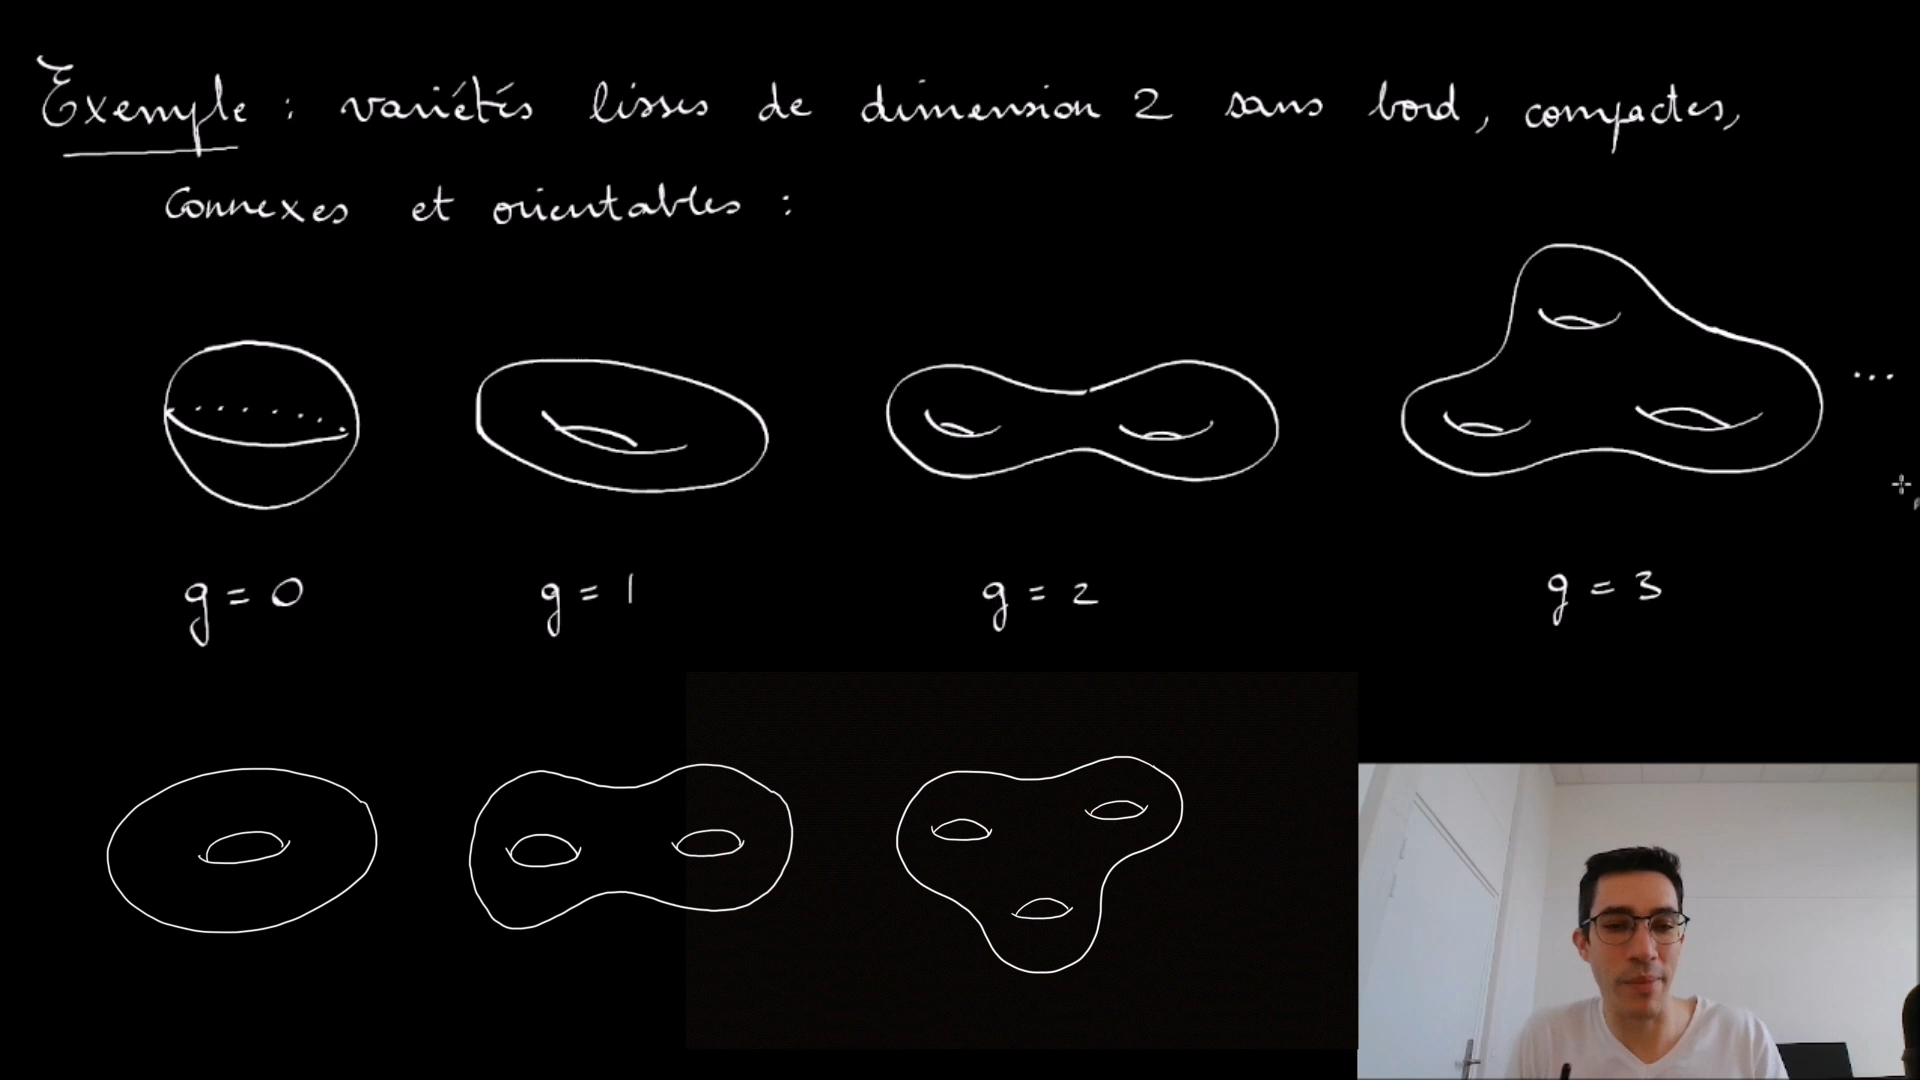 Exemple : variétés lisses de dimension 2 sans bord, compactes,
connexes et orientables :
...
g = 0 g = 1 g = 2 g = 3